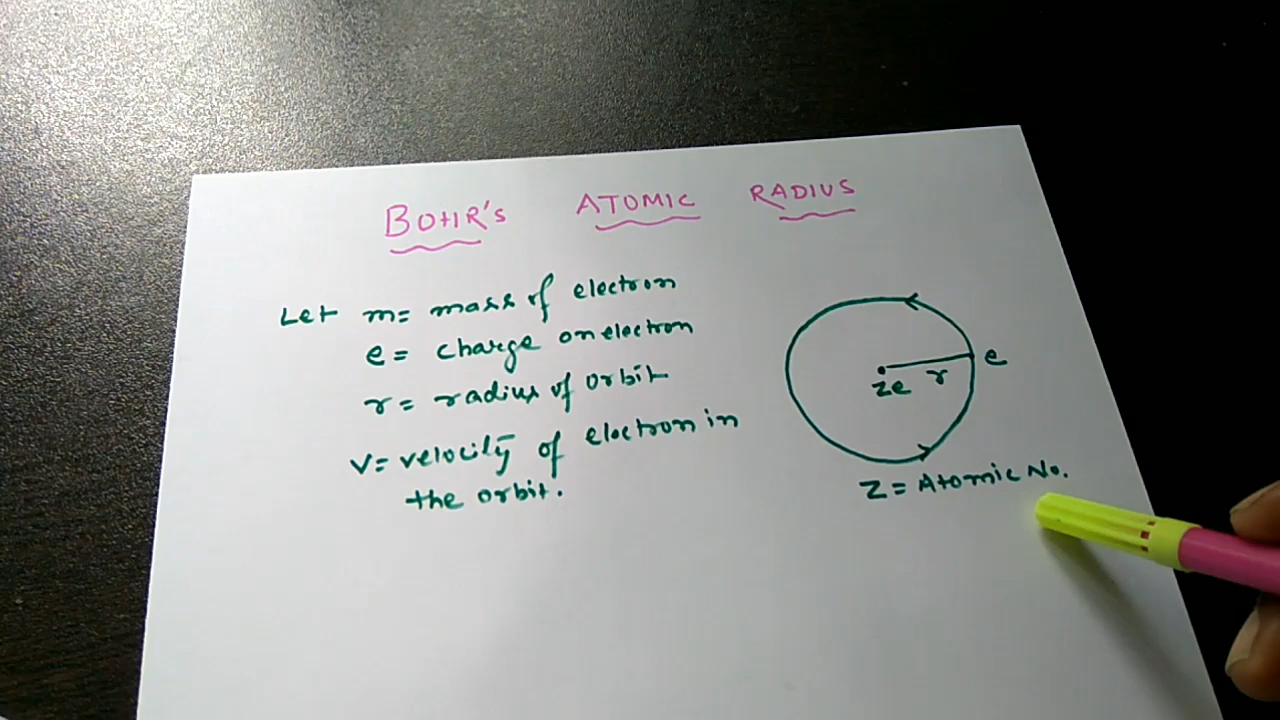 BOHR's ATOMIC RADIUS
Let m= mass of electron
e= charge on electron
r= radius of orbit
v= velocity of electron in
the orbit.
e
ze r
Z= Atomic No.